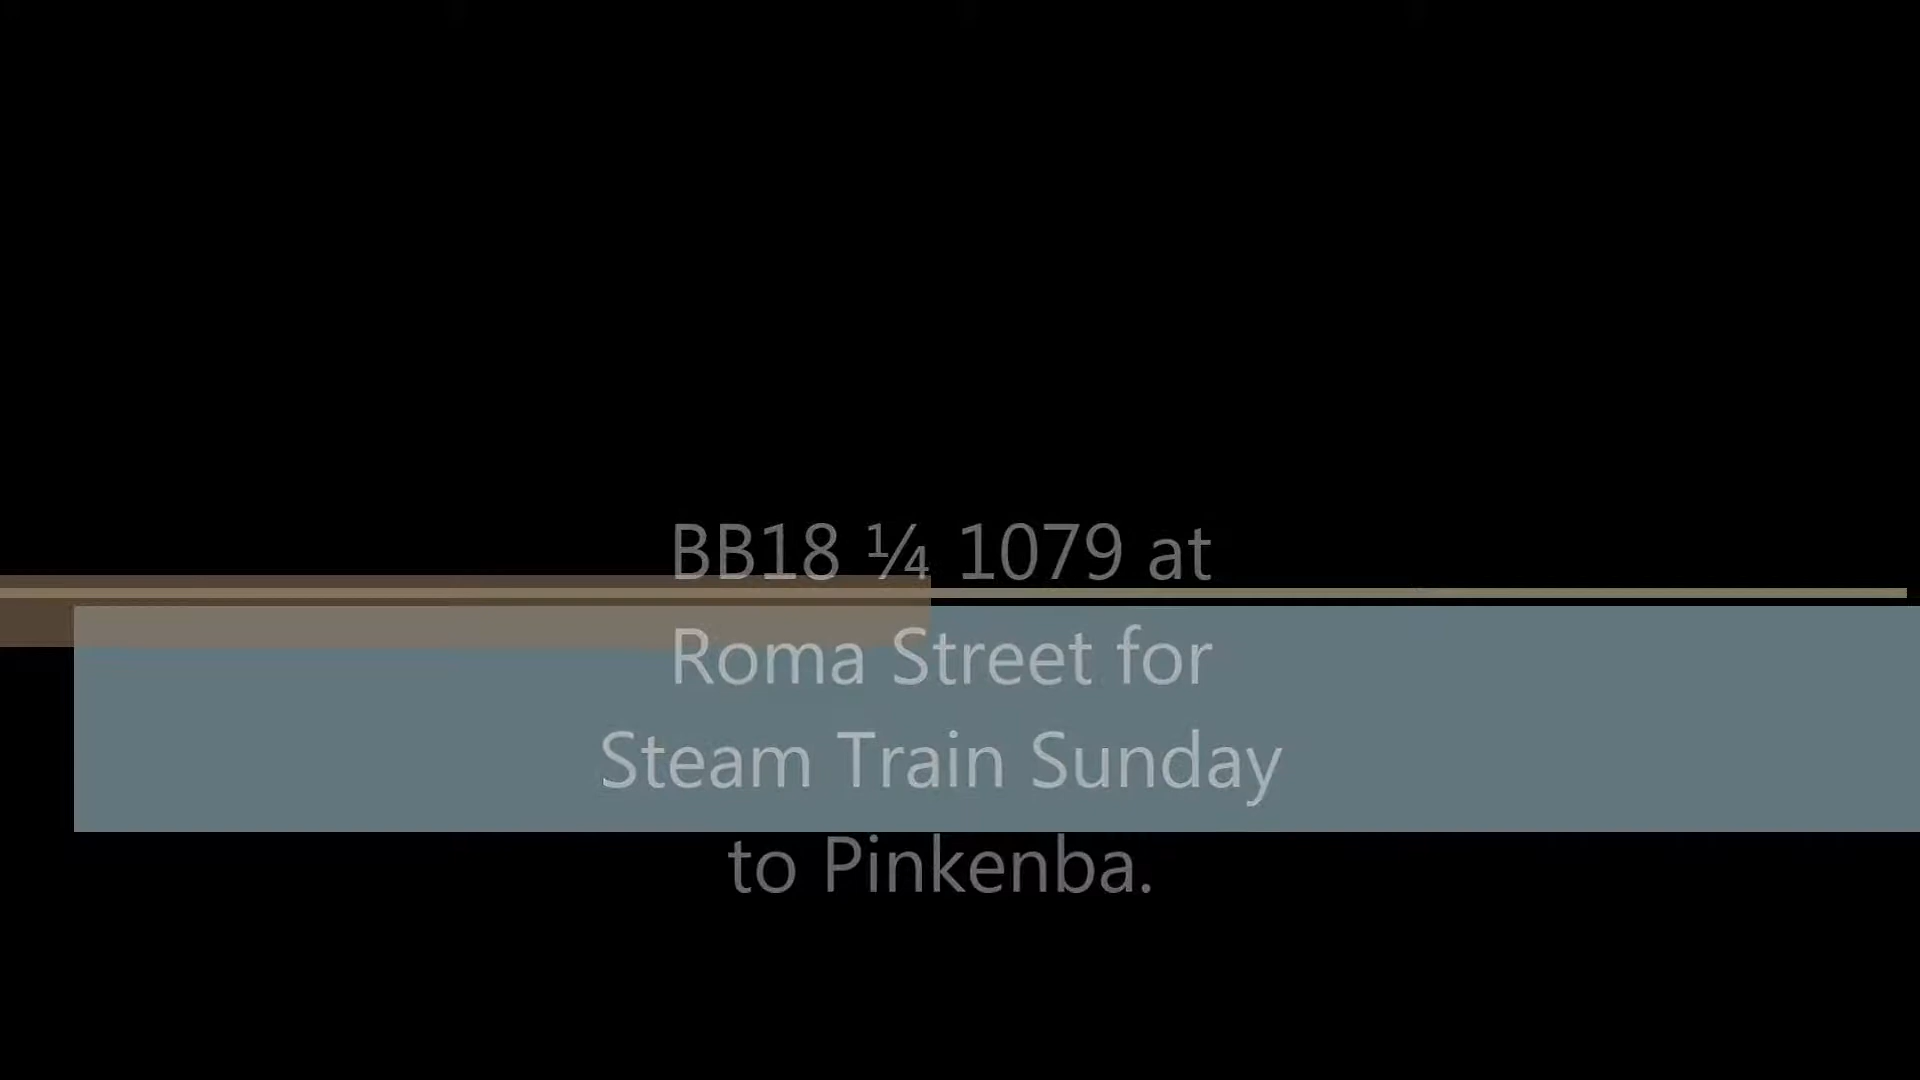 BB18 ¼ 1079 at
Roma Street for
Steam Train Sunday
to Pinkenba.